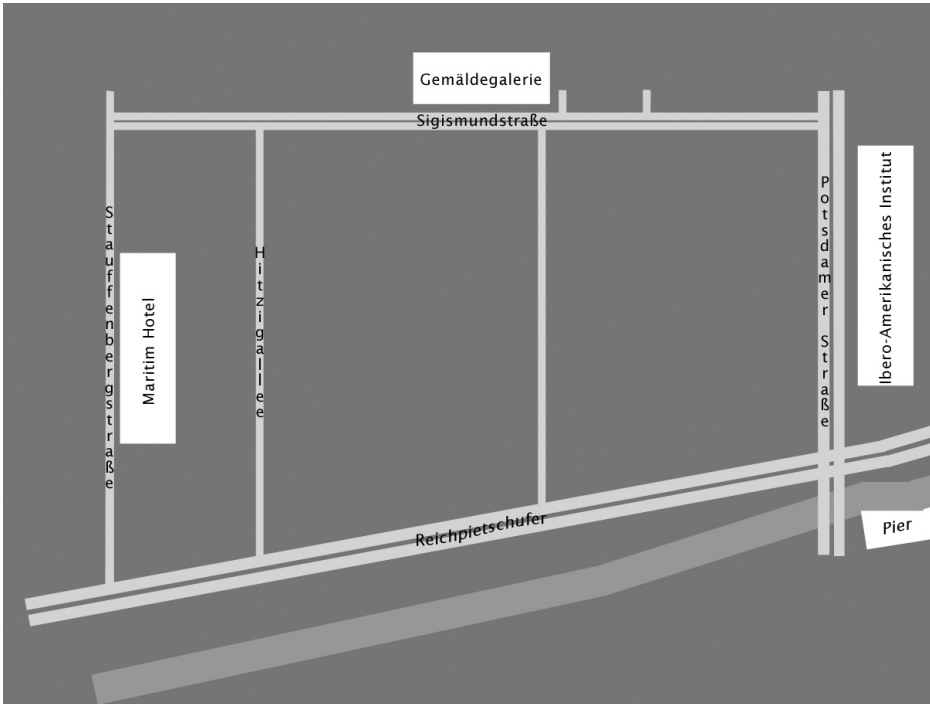 Gemäldegalerie
Sigismundstraße
Stauffenbergstraße
Maritim Hotel
Hitzigallee
Potsdamer Straße
Ibero-Amerikanisches Institut
Reichpietschufer
Pier